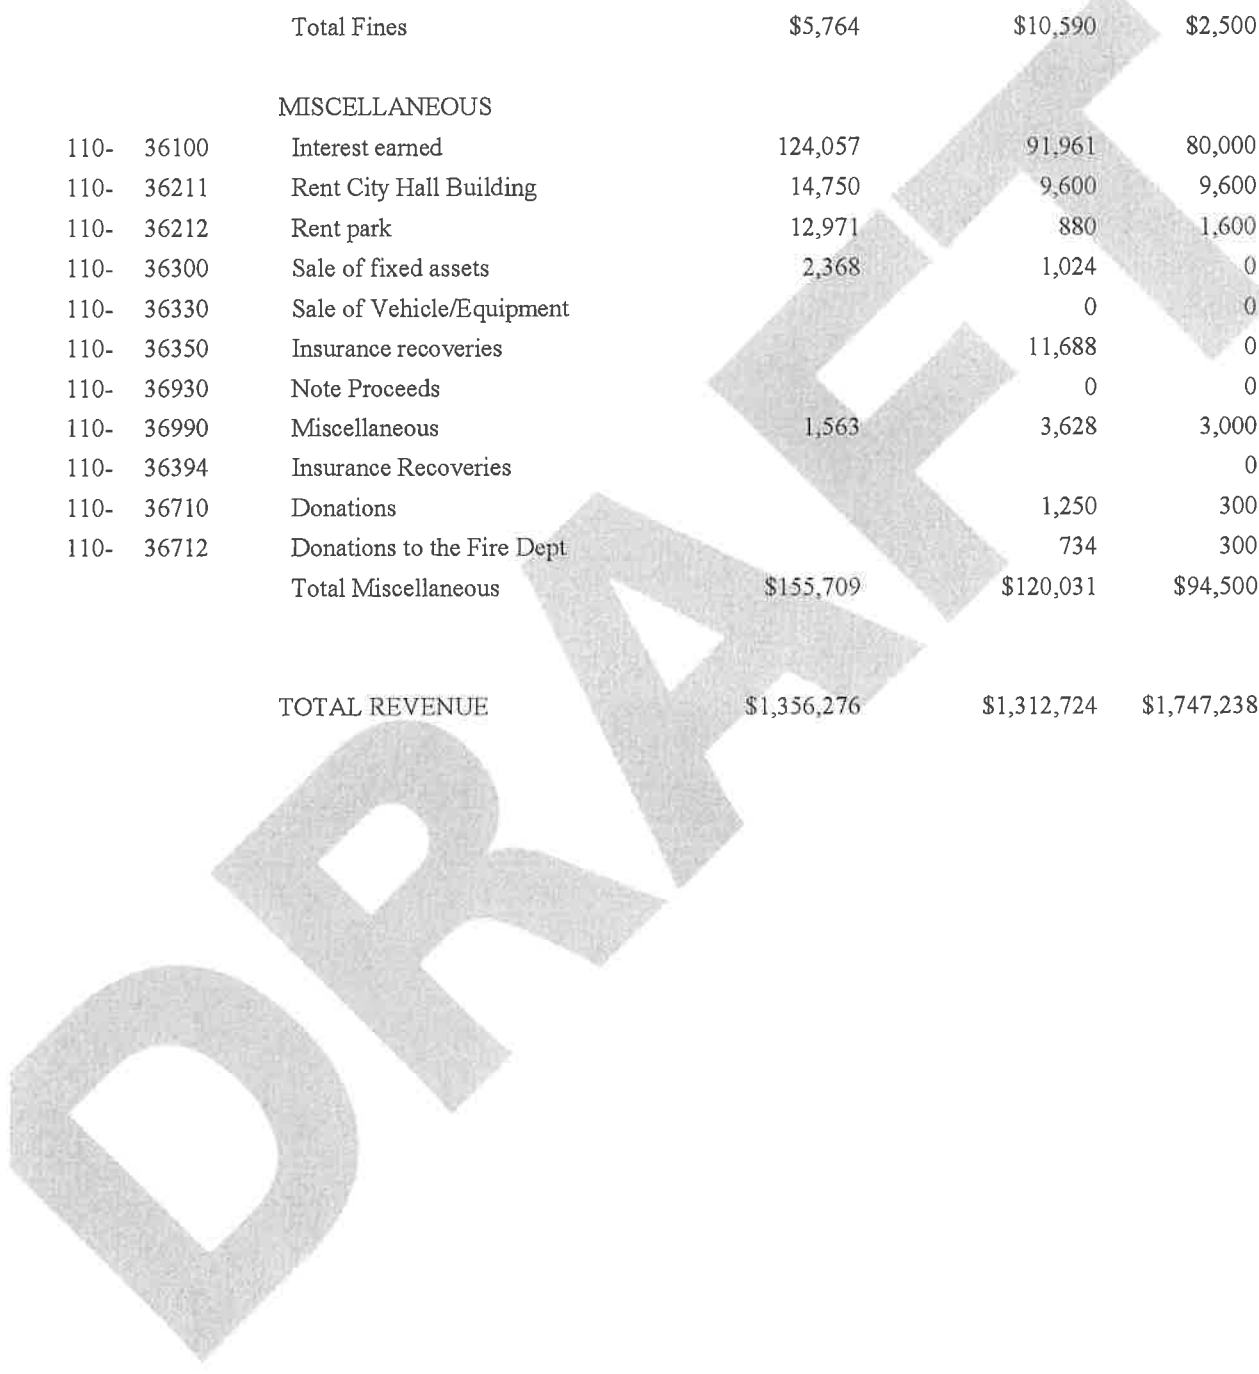 Total Fines $5,764 $10,590 $2,500
MISCELLANEOUS
110- 36100 Interest earned 124,057 91,961 80,000
110- 36211 Rent City Hall Building 14,750 9,600 9,600
110- 36212 Rent park 12,971 880 1,600
110- 36300 Sale of fixed assets 2,368 1,024 0
110- 36330 Sale of Vehicle/Equipment 0 0
110- 36350 Insurance recoveries 11,688 0
110- 36930 Note Proceeds 0 0
110- 36990 Miscellaneous 1,563 3,628 3,000
110- 36394 Insurance Recoveries 0
110- 36710 Donations 1,250 300
110- 36712 Donations to the Fire Dept 734 300
Total Miscellaneous $155,709 $120,031 $94,500
TOTAL REVENUE $1,356,276 $1,312,724 $1,747,238
DRAFT